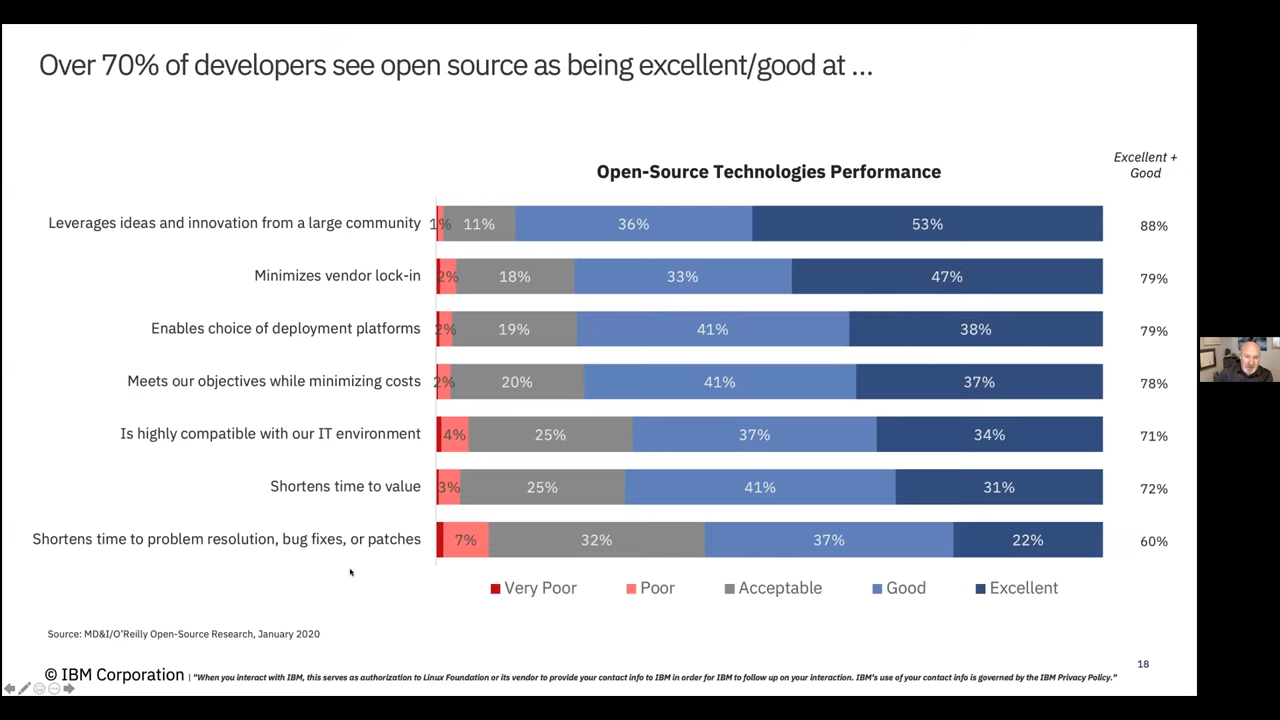 Over 70% of developers see open source as being excellent/good at ...
Open-Source Technologies Performance
Excellent +
Good
Leverages ideas and innovation from a large community 1% 11% 36% 53% 88%
Minimizes vendor lock-in 2% 18% 33% 47% 79%
Enables choice of deployment platforms 2% 19% 41% 38% 79%
Meets our objectives while minimizing costs 2% 20% 41% 37% 78%
Is highly compatible with our IT environment 4% 25% 37% 34% 71%
Shortens time to value 3% 25% 41% 31% 72%
Shortens time to problem resolution, bug fixes, or patches 7% 32% 37% 22% 60%
Very Poor Poor Acceptable Good Excellent
Source: MD&I/O'Reilly Open-Source Research, January 2020
18
© IBM Corporation | "When you interact with IBM, this serves as authorization to Linux Foundation or its vendor to provide your contact info to IBM in order for IBM to follow up on your interaction. IBM's use of your contact info is governed by the IBM Privacy Policy."